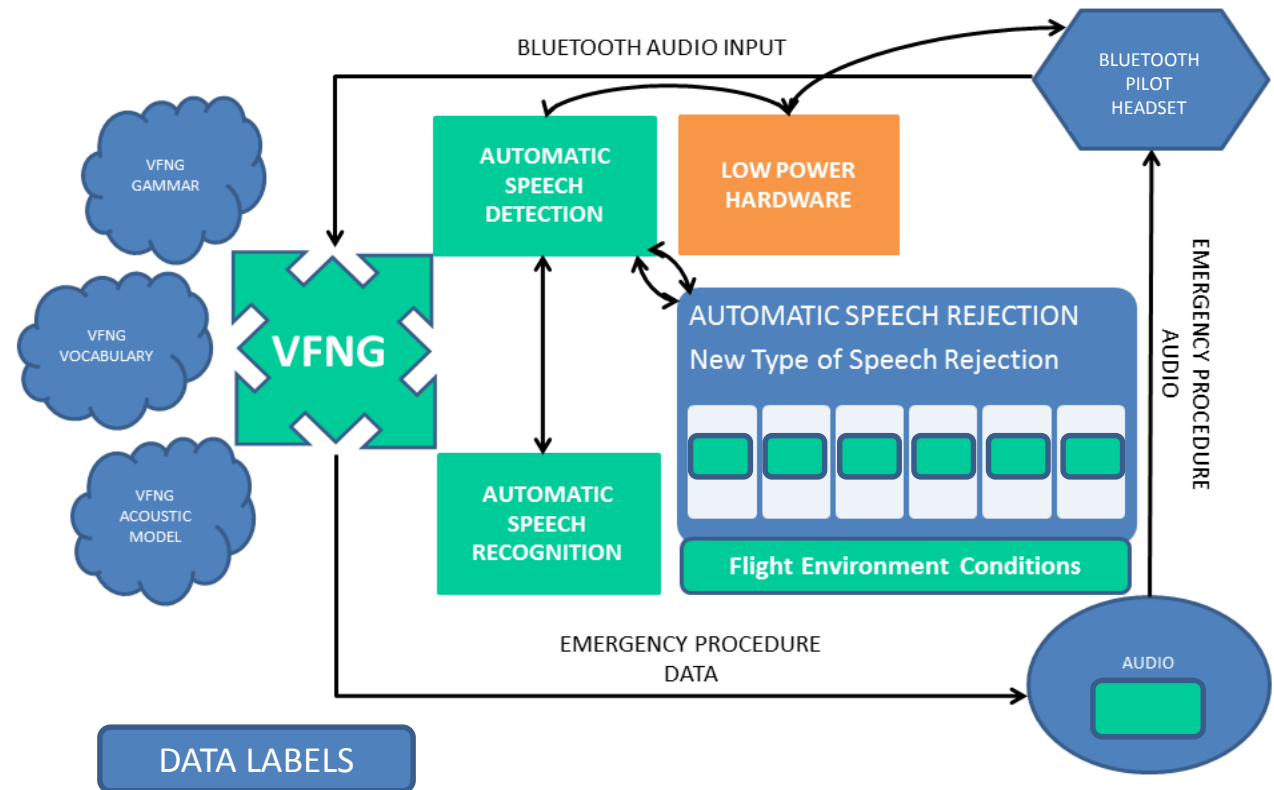 BLUETOOTH AUDIO INPUT
BLUETOOTH
PILOT
HEADSET
VFNG
GAMMAR
AUTOMATIC
SPEECH
DETECTION
LOW POWER
HARDWARE
VFNG
VOCABULARY
VFNG
AUTOMATIC SPEECH REJECTION
New Type of Speech Rejection
EMERGENCY PROCEDURE
AUDIO
VFNG
ACOUSTIC
MODEL
AUTOMATIC
SPEECH
RECOGNITION
Flight Environment Conditions
EMERGENCY PROCEDURE
DATA
AUDIO
DATA LABELS